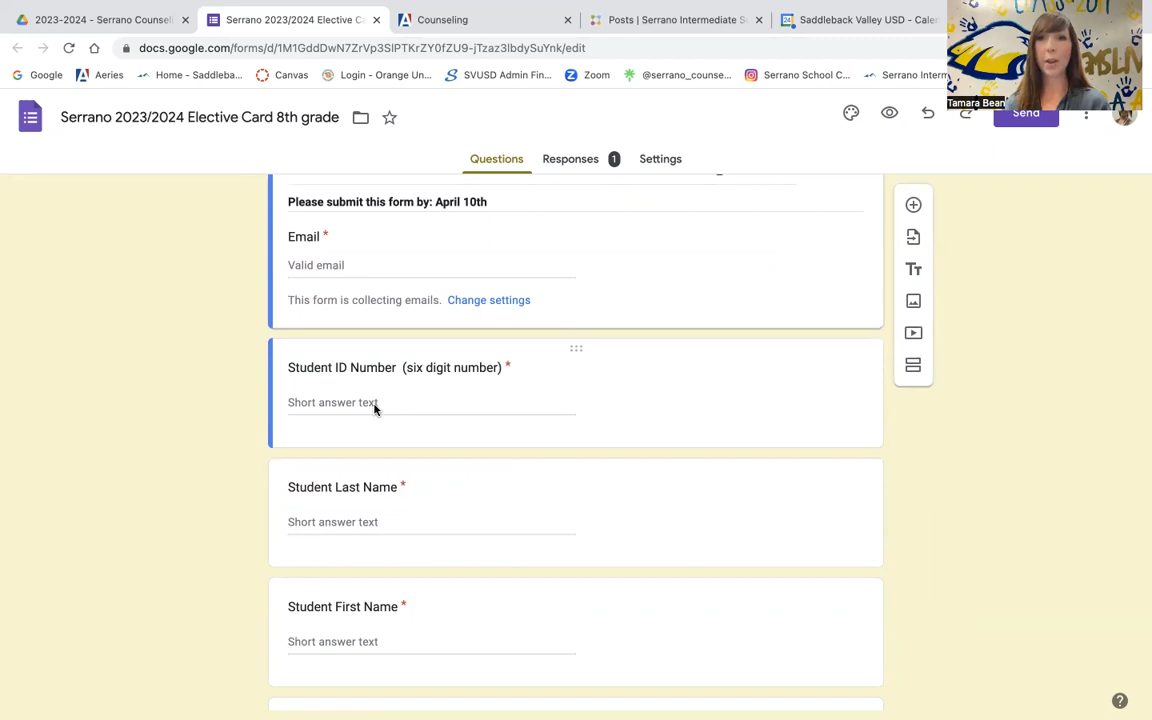 2023-2024 - Serrano Counsel
Serrano 2023/2024 Elective C
Counseling
Posts | Serrano Intermediate S
Saddleback Valley USD - Caler
docs.google.com/forms/d/1M1GddDwN7ZrVp3SlPTKrZY0fZU9-jTzaz3lbdySuYnk/edit
Google
Aeries
Home - Saddleba...
Canvas
Login - Orange Un...
SVUSD Admin Fin...
Zoom
@serrano_counse...
Serrano School C...
Serrano Intern
Tamara Bean
Serrano 2023/2024 Elective Card 8th grade
Send
Questions
Responses 1
Settings
Please submit this form by: April 10th
Email *
Valid email
This form is collecting emails. Change settings
Student ID Number (six digit number) *
Short answer text
Student Last Name *
Short answer text
Student First Name *
Short answer text